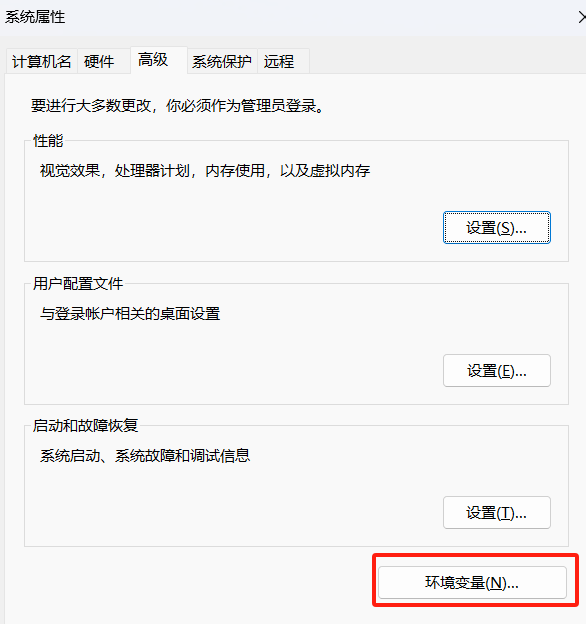 系统属性
计算机名 硬件 高级 系统保护 远程
要进行大多数更改，你必须作为管理员登录。
性能
视觉效果，处理器计划，内存使用，以及虚拟内存
设置(S)...
用户配置文件
与登录帐户相关的桌面设置
设置(E)...
启动和故障恢复
系统启动、系统故障和调试信息
设置(T)...
环境变量(N)...